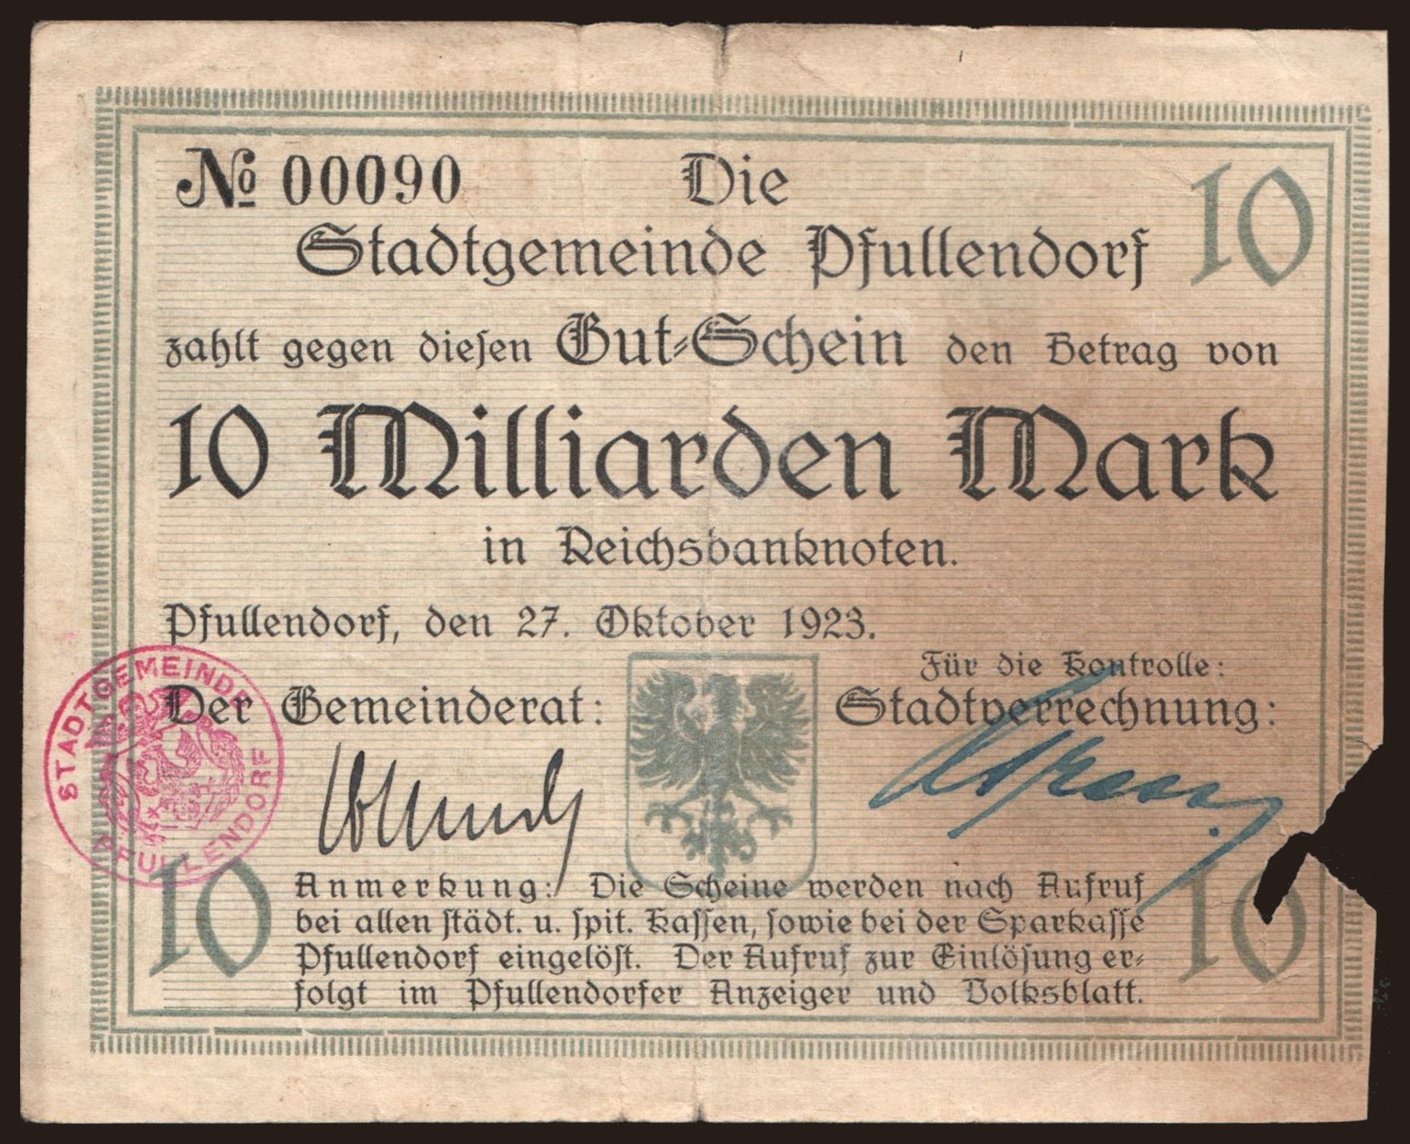 № 00090
Die
10
Stadtgemeinde Pfullendorf
zahlt gegen diesen Gut-Schein den Betrag von
10 Milliarden Mark
in Reichsbanknoten.
Pfullendorf, den 27. Oktober 1923.
Für die Kontrolle:
Der Gemeinderat:
Stadtverrechnung:
STADTGEMEINDE PFULLENDORF
10
10
Anmerkung: Die Scheine werden nach Aufruf
bei allen städt. u. spit. Kassen, sowie bei der Sparkasse
Pfullendorf eingelöst. Der Aufruf zur Einlösung er-
folgt im Pfullendorfer Anzeiger und Volksblatt.